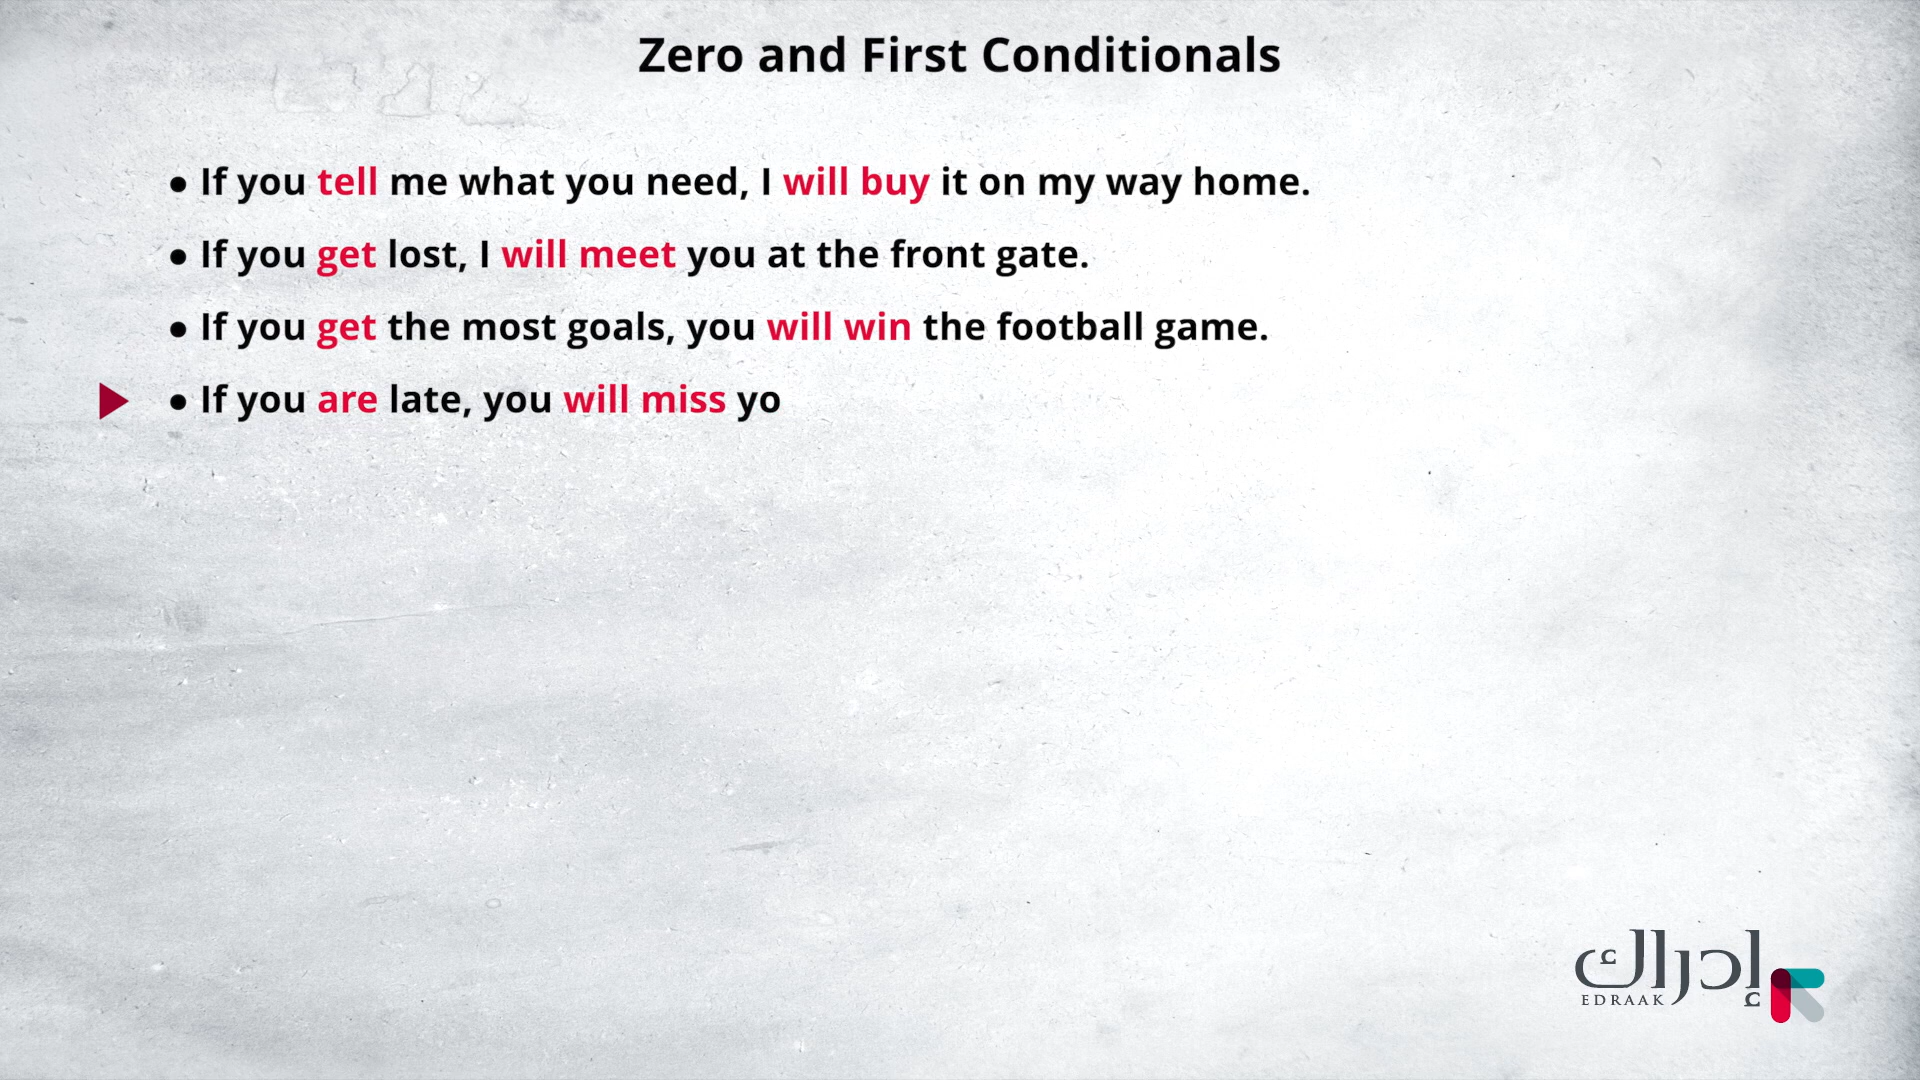 Zero and First Conditionals
• If you tell me what you need, I will buy it on my way home.
• If you get lost, I will meet you at the front gate.
• If you get the most goals, you will win the football game.
• If you are late, you will miss yo
إدراك
EDRAAK